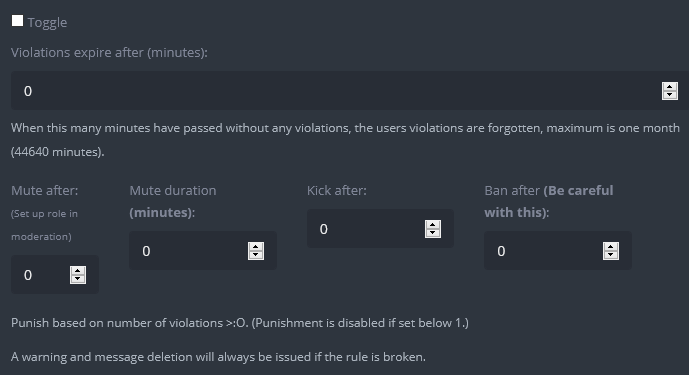 Toggle
Violations expire after (minutes):
0
When this many minutes have passed without any violations, the users violations are forgotten, maximum is one month
(44640 minutes).
Mute after:
(Set up role in
moderation)
0
Mute duration
(minutes):
0
Kick after:
0
Ban after (Be careful
with this):
0
Punish based on number of violations >:O. (Punishment is disabled if set below 1.)
A warning and message deletion will always be issued if the rule is broken.